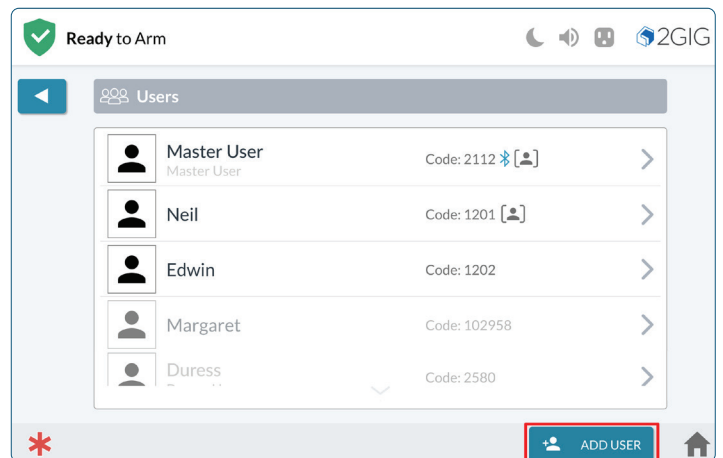 Ready to Arm
2GIG
Users
Master User
Master User
Code: 2112
Neil
Code: 1201
Edwin
Code: 1202
Margaret
Code: 102958
Duress
Code: 2580
ADD USER